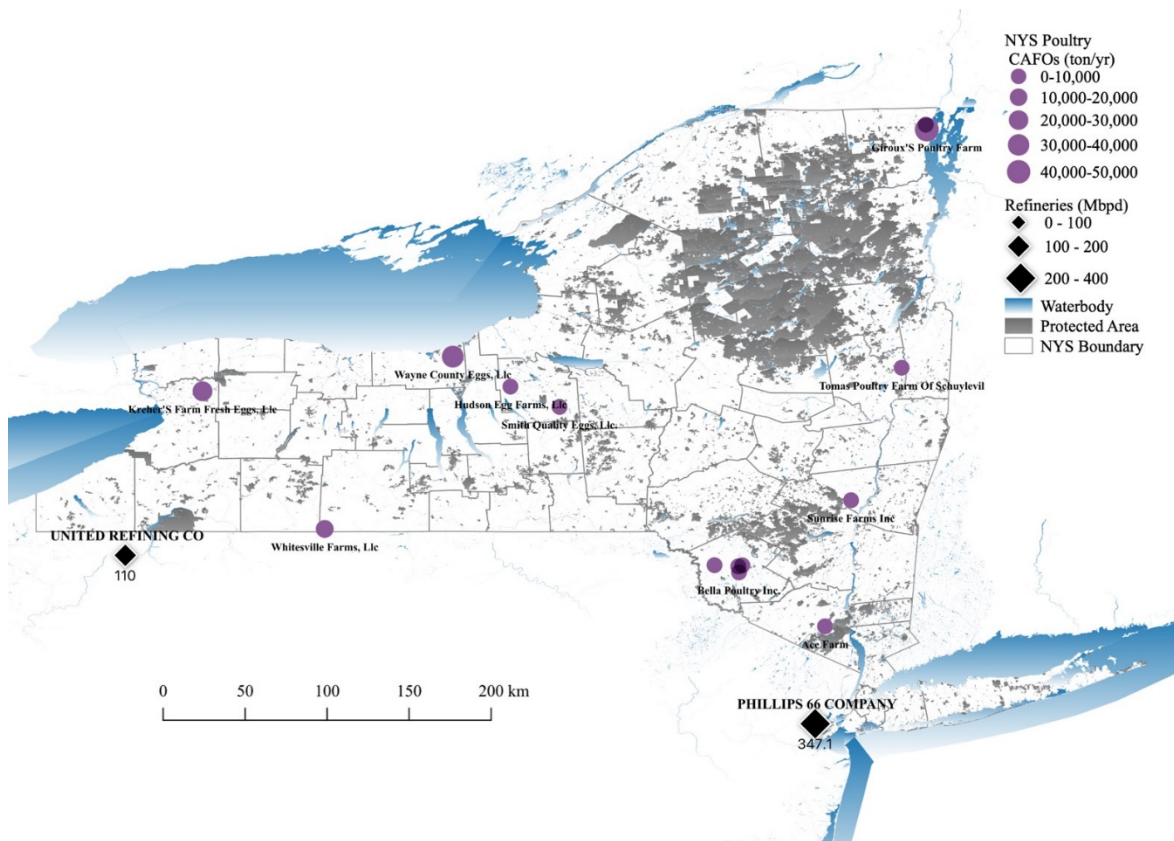 NYS Poultry
CAFOs (ton/yr)
0-10,000
10,000-20,000
20,000-30,000
30,000-40,000
40,000-50,000
Refineries (Mbpd)
0 - 100
100 - 200
200 - 400
Waterbody
Protected Area
NYS Boundary
Giroux'S Poultry Farm
Wayne County Eggs, Llc
Tomas Poultry Farm Of Schuylevil
Kreher'S Farm Fresh Eggs, Llc
Hudson Egg Farms, Llc
Smith Quality Eggs, Llc.
Sunrise Farms Inc
UNITED REFINING CO
110
Whitesville Farms, Llc
Bella Poultry Inc.
Ace Farm
0 50 100 150 200 km
PHILLIPS 66 COMPANY
347.1